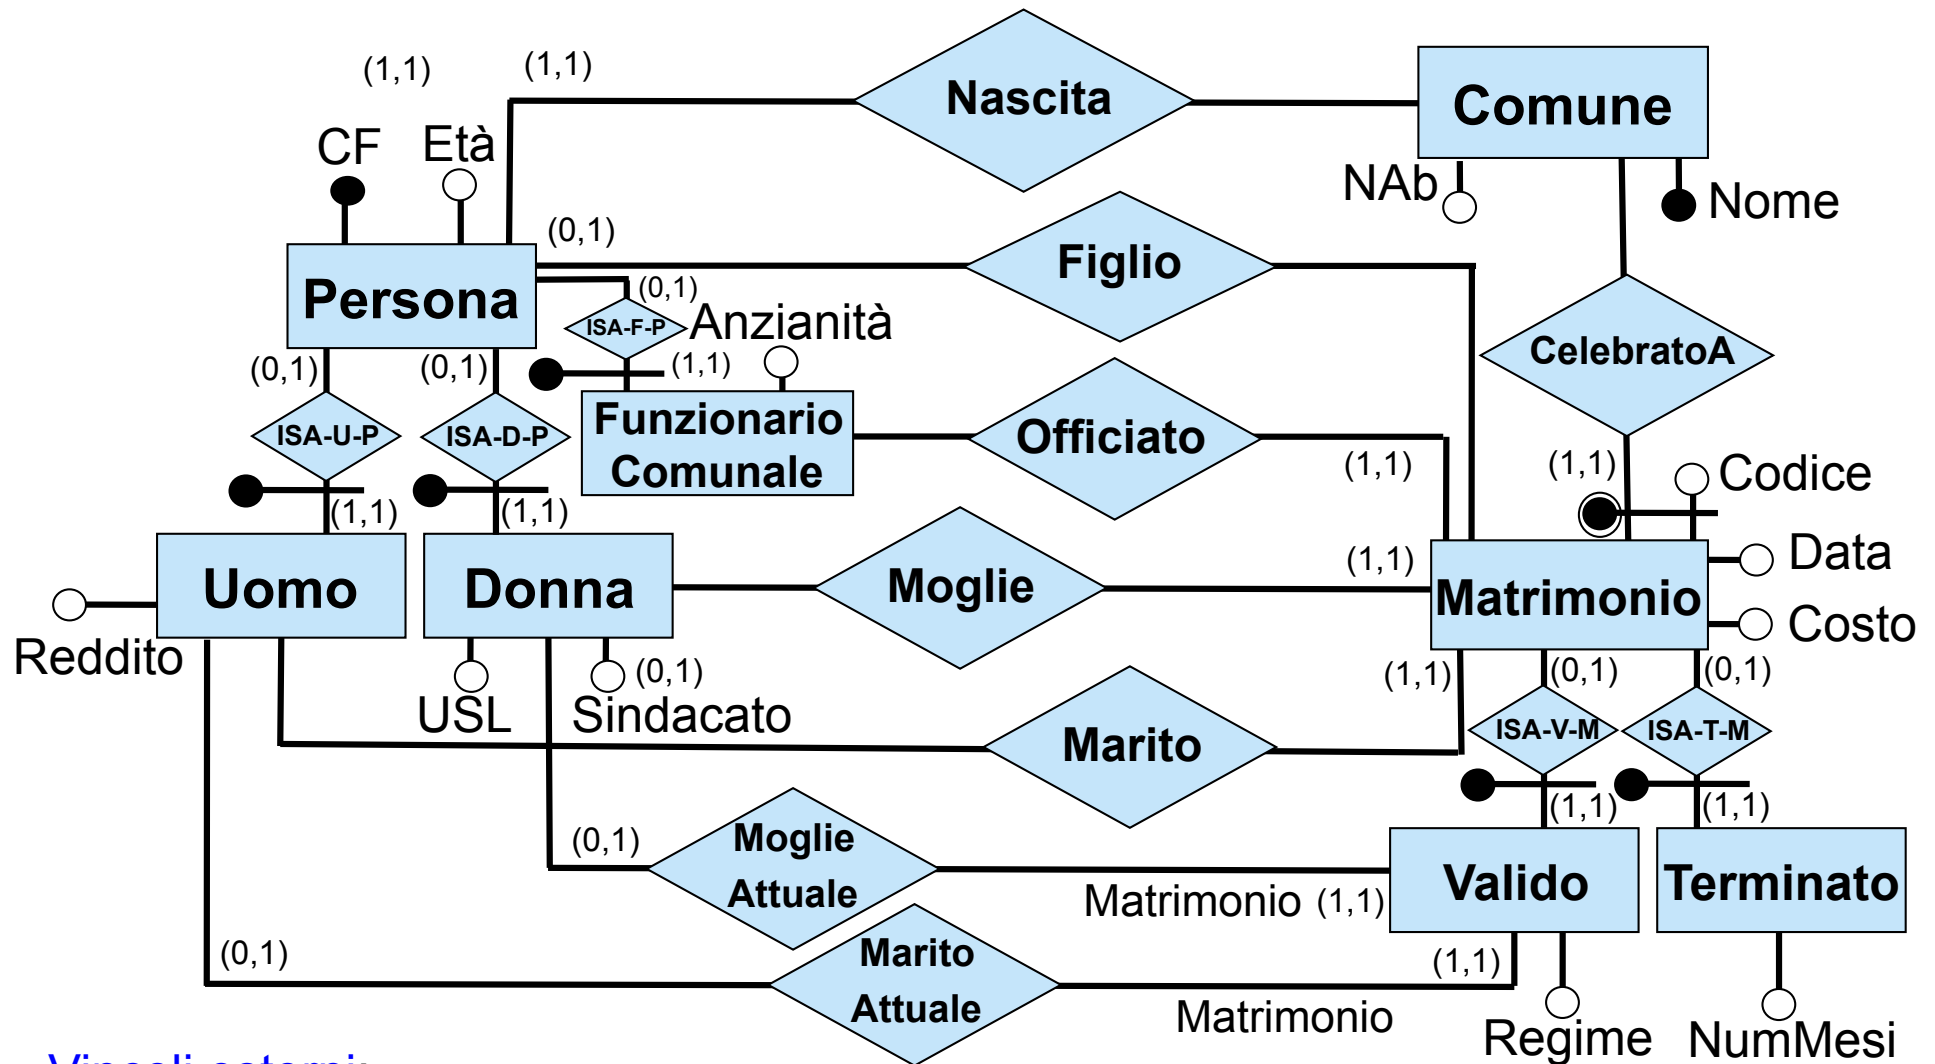 (1,1)
(1,1)
Nascita
Comune
CF
Età
NAb
Nome
(0,1)
Figlio
Persona
(0,1)
ISA-F-P
Anzianità
CelebratoA
(0,1)
(0,1)
(1,1)
ISA-U-P
ISA-D-P
Funzionario
Comunale
Officiato
(1,1)
(1,1)
Codice
(1,1)
(1,1)
Uomo
Donna
Moglie
(1,1)
Matrimonio
Data
Costo
Reddito
USL
(0,1)
Sindacato
(1,1)
(0,1)
(0,1)
Marito
ISA-V-M
ISA-T-M
(1,1)
(1,1)
(0,1)
Moglie
Attuale
Matrimonio (1,1)
Valido
Terminato
(0,1)
Marito
Attuale
(1,1)
Matrimonio
Regime
NumMesi
Vincoli esterni: